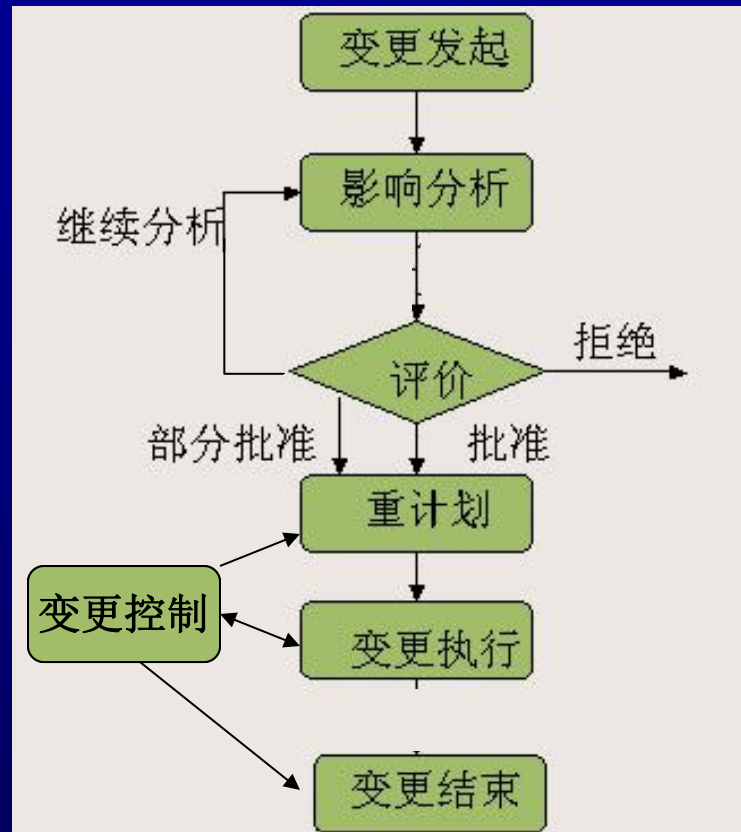 变更发起
影响分析
继续分析
拒绝
评价
部分批准
批准
重计划
变更控制
变更执行
变更结束